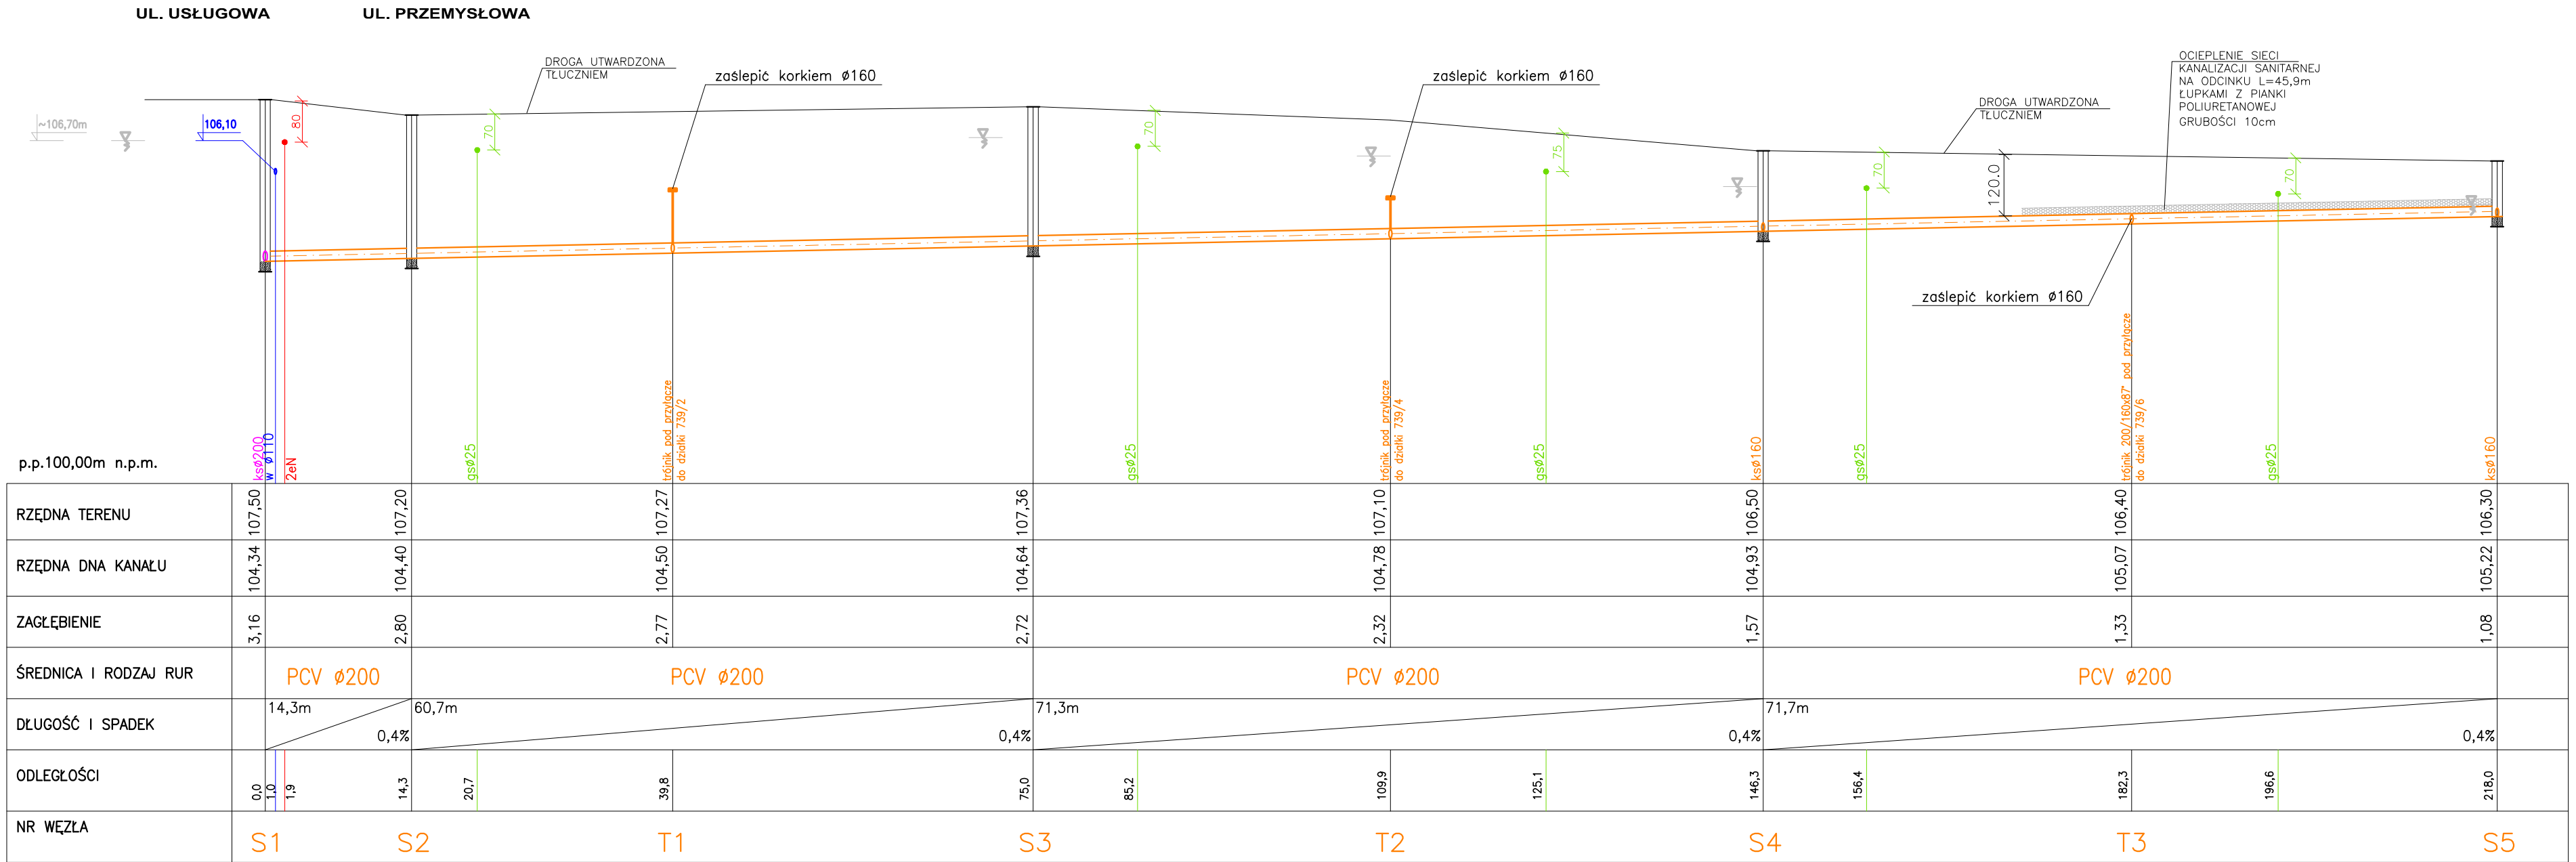 UL. USŁUGOWA
UL. PRZEMYSŁOWA
DROGA UTWARDZONA
TŁUCZNIEM
zaślepić korkiem ø160
zaślepić korkiem ø160
OCIEPLENIE SIECI
KANALIZACJI SANITARNEJ
NA ODCINKU L=45,9m
ŁUPKAMI Z PIANKI
POLIURETANOWEJ
GRUBOŚCI 10cm
DROGA UTWARDZONA
TŁUCZNIEM
~106,70m
106,10
80
70
70
75
70
120.0
70
zaślepić korkiem ø160
ksø200
w ø110
2eN
gsø25
trójnik pod przyłącze
do działki 739/2
gsø25
trójnik pod przyłącze
do działki 739/4
gsø25
ksø160
gsø25
trójnik 200/160x87° pod przyłącze
do działki 739/6
gsø25
ksø160
p.p.100,00m n.p.m.
RZĘDNA TERENU 107,50 107,20 107,27 107,36 107,10 106,50 106,40 106,30
RZĘDNA DNA KANAŁU 104,34 104,40 104,50 104,64 104,78 104,93 105,07 105,22
ZAGŁĘBIENIE 3,16 2,80 2,77 2,72 2,32 1,57 1,33 1,08
ŚREDNICA I RODZAJ RUR PCV ø200 PCV ø200 PCV ø200 PCV ø200
DŁUGOŚĆ I SPADEK 14,3m 0,4% 60,7m 0,4% 71,3m 0,4% 71,7m 0,4%
ODLEGŁOŚCI 0,0 1,0 1,9 14,3 20,7 39,8 75,0 85,2 109,9 125,1 146,3 156,4 182,3 196,6 218,0
NR WĘZŁA S1 S2 T1 S3 T2 S4 T3 S5